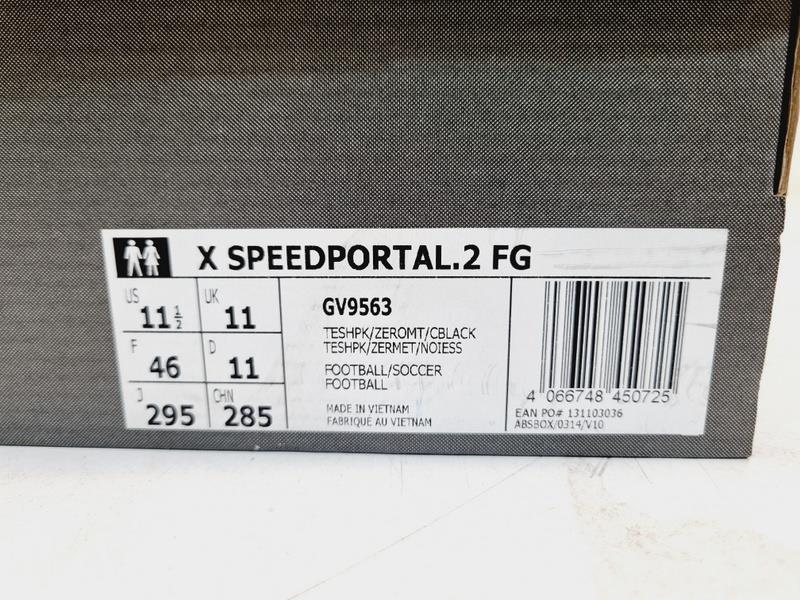 X SPEEDPORTAL.2 FG
US 11 1/2
UK 11
F 46
D 11
J 295
CHN 285
GV9563
TESHPK/ZEROMT/CBLACK
TESHPK/ZERMET/NOIESS
FOOTBALL/SOCCER
FOOTBALL
MADE IN VIETNAM
FABRIQUÉ AU VIETNAM
4 066748 450725
EAN PO# 131103036
ABSBOX/0314/V10